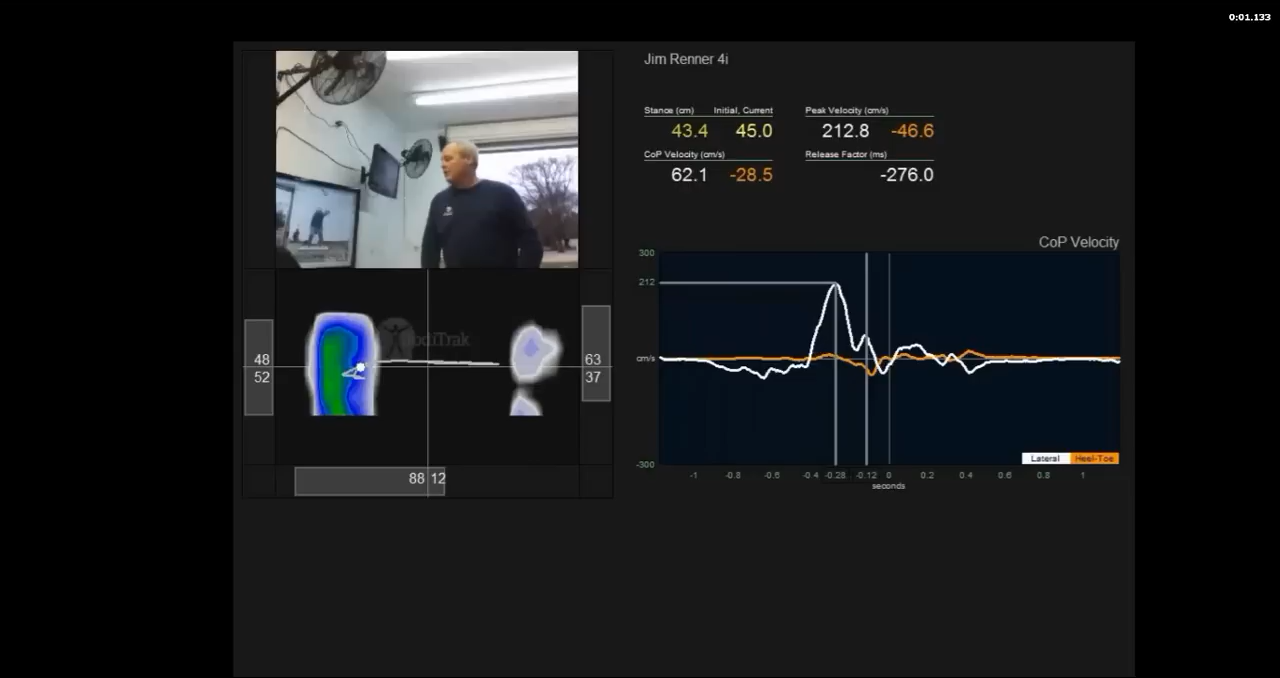 0:01.133
Jim Renner 4i
Stance (cm) Initial, Current
43.4 45.0
Peak Velocity (cm/s)
212.8 -46.6
CoP Velocity (cm/s)
62.1 -28.5
Release Factor (ms)
-276.0
CoP Velocity
300
212
cm/s
-300
Lateral Heel-Toe
-1 -0.8 -0.6 -0.4 -0.28 -0.12 0 0.2 0.4 0.6 0.8 1
seconds
BodiTrak
48
52
63
37
88 12